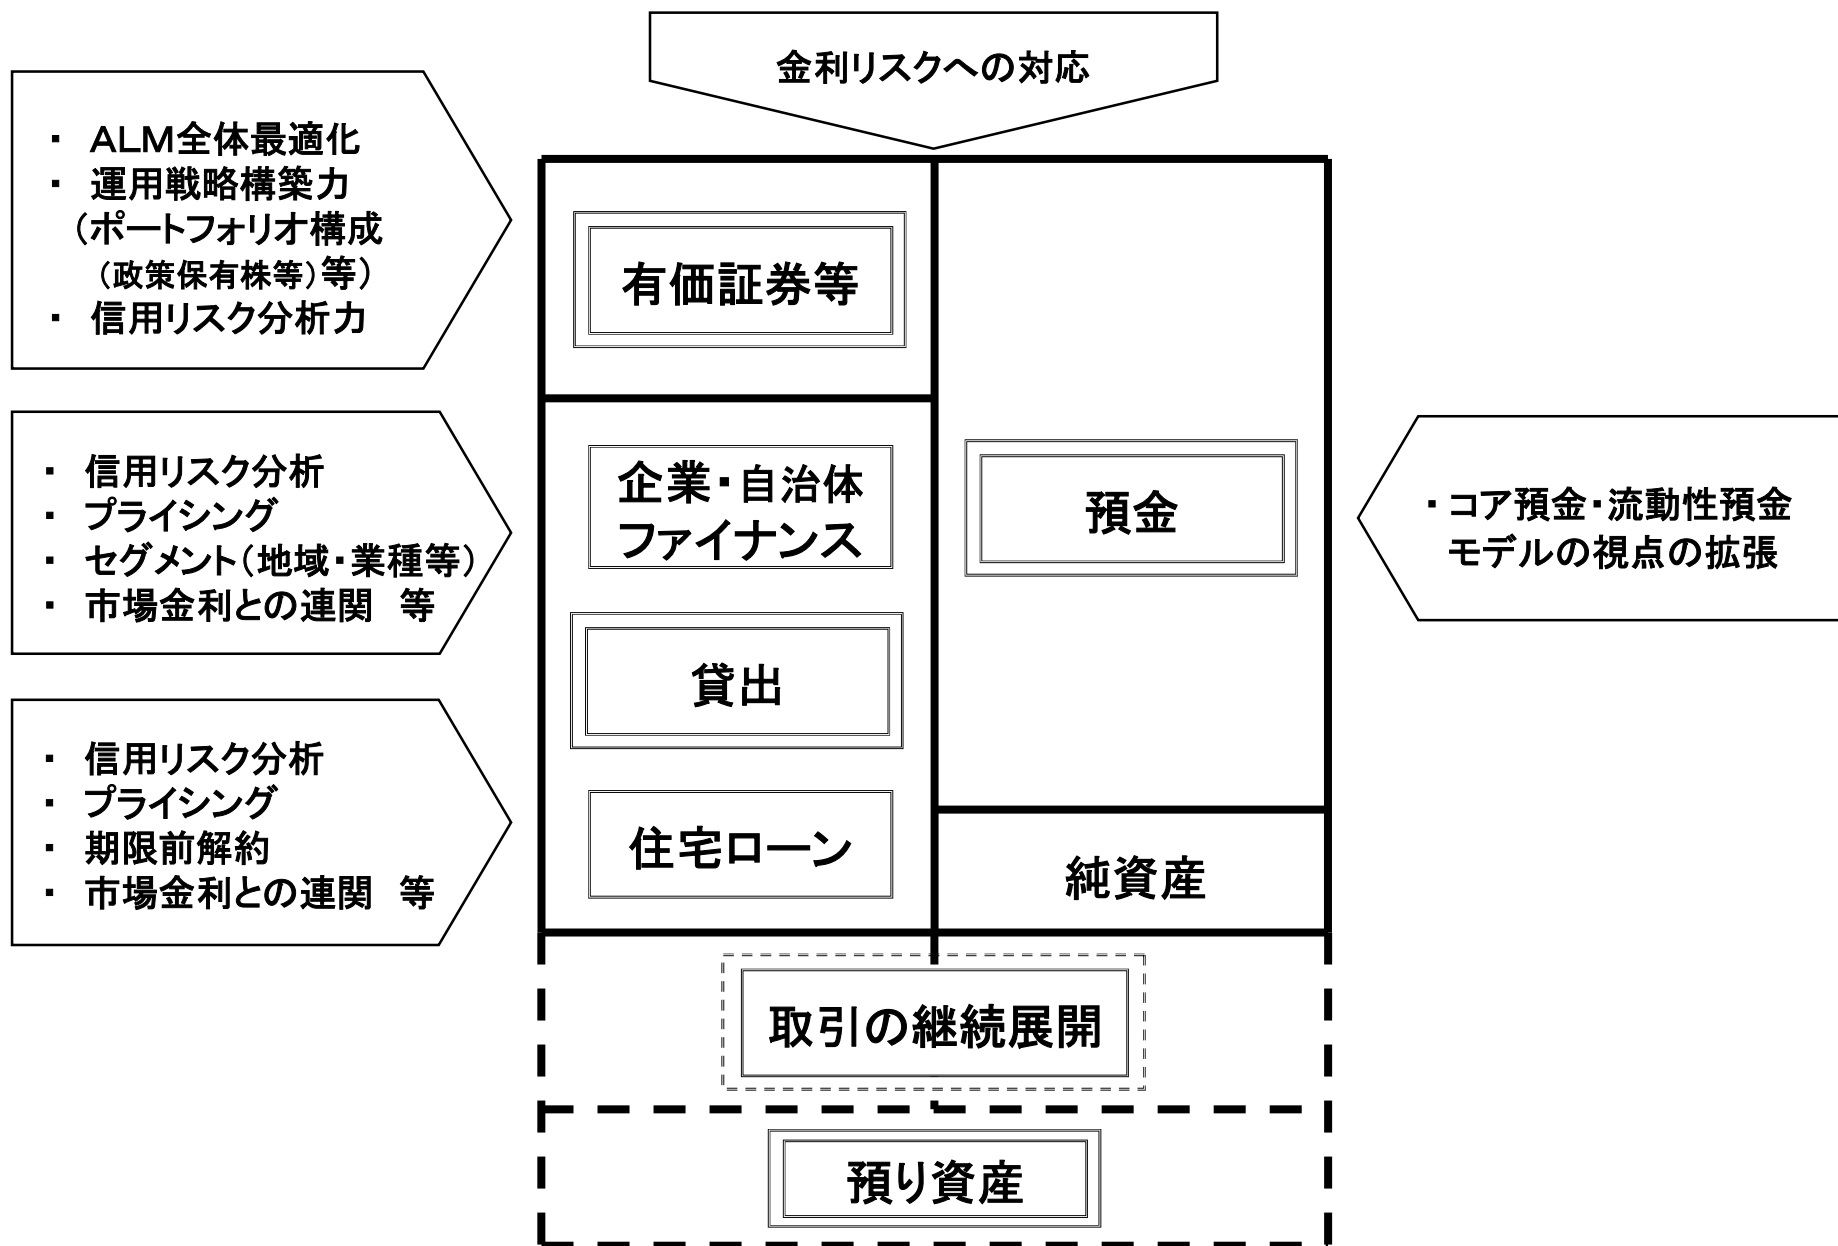 金利リスクへの対応
・ ALM全体最適化
・ 運用戦略構築力
（ポートフォリオ構成
（政策保有株等）等）
・ 信用リスク分析力
・ 信用リスク分析
・ プライシング
・ セグメント（地域・業種等）
・ 市場金利との連関 等
・ 信用リスク分析
・ プライシング
・ 期限前解約
・ 市場金利との連関 等
有価証券等
企業・自治体
ファイナンス
貸出
住宅ローン
預金
純資産
・コア預金・流動性預金
モデルの視点の拡張
取引の継続展開
預り資産